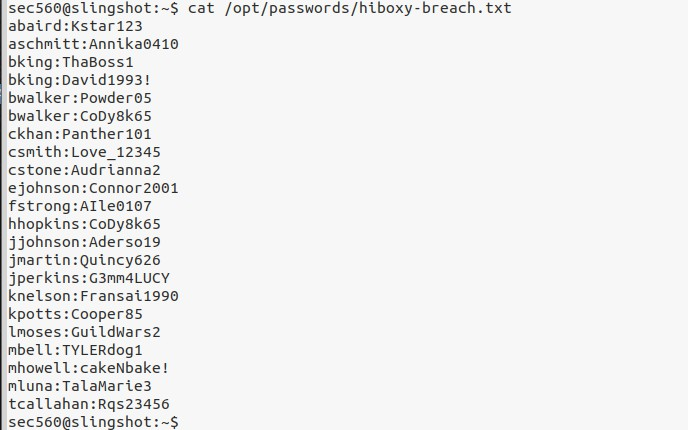 sec560@slingshot:~$ cat /opt/passwords/hiboxy-breach.txt
abaird:Kstar123
aschmitt:Annika0410
bking:ThaBoss1
bking:David1993!
bwalker:Powder05
bwalker:CoDy8k65
ckhan:Panther101
csmith:Love_12345
cstone:Audrianna2
ejohnson:Connor2001
fstrong:AIle0107
hhopkins:CoDy8k65
jjohnson:Aderso19
jmartin:Quincy626
jperkins:G3mm4LUCY
knelson:Fransai1990
kpotts:Cooper85
lmoses:GuildWars2
mbell:TYLERdog1
mhowell:cakeNbake!
mluna:TalaMarie3
tcallahan:Rqs23456
sec560@slingshot:~$